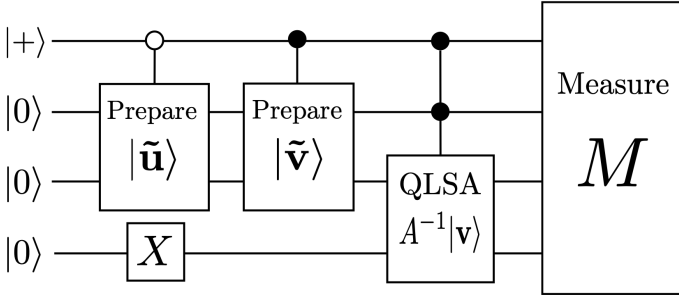 |+⟩
|0⟩ Prepare |ũ⟩ Prepare |ṽ⟩ Measure M
|0⟩ QLSA A⁻¹|v⟩
|0⟩ X